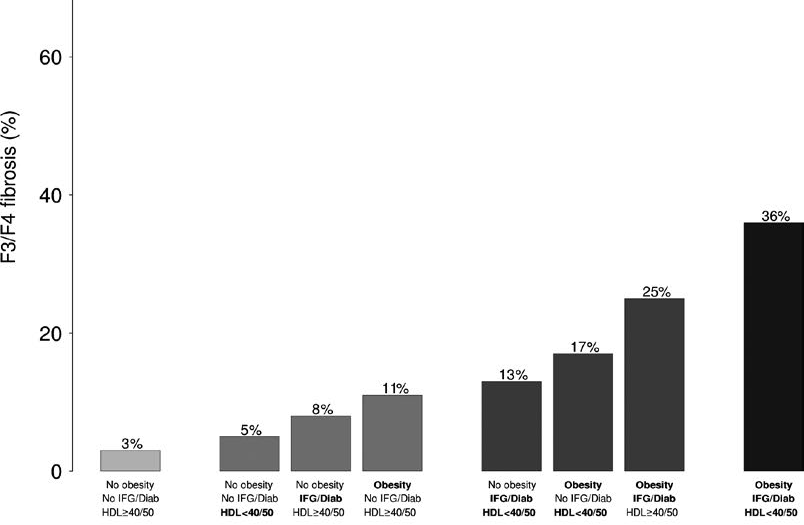 F3/F4 fibrosis (%)
60
40
20
0
3%
5%
8%
11%
13%
17%
25%
36%
No obesity
No IFG/Diab
HDL≥40/50
No obesity
No IFG/Diab
HDL<40/50
No obesity
IFG/Diab
HDL≥40/50
Obesity
No IFG/Diab
HDL≥40/50
No obesity
IFG/Diab
HDL<40/50
Obesity
No IFG/Diab
HDL<40/50
Obesity
IFG/Diab
HDL≥40/50
Obesity
IFG/Diab
HDL<40/50